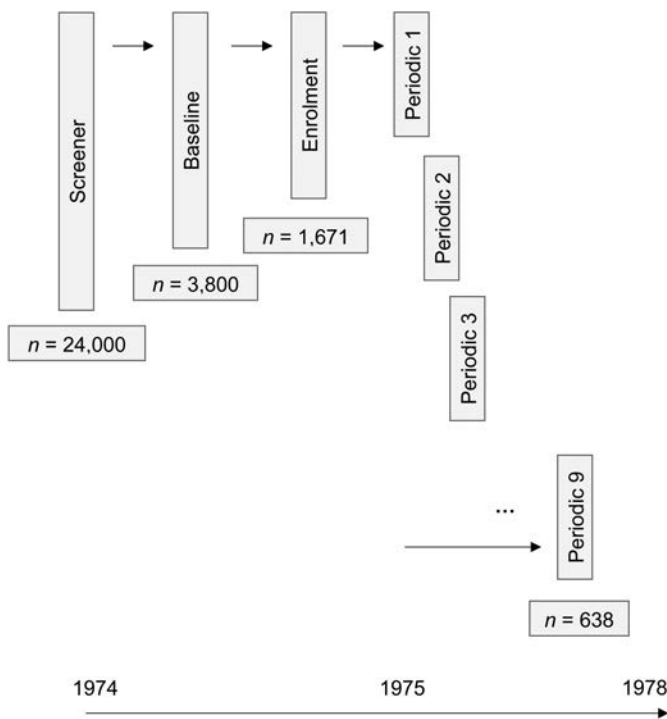 Screener
Baseline
Enrolment
Periodic 1
Periodic 2
n = 1,671
n = 3,800
n = 24,000
Periodic 3
...
Periodic 9
n = 638
1974 1975 1978